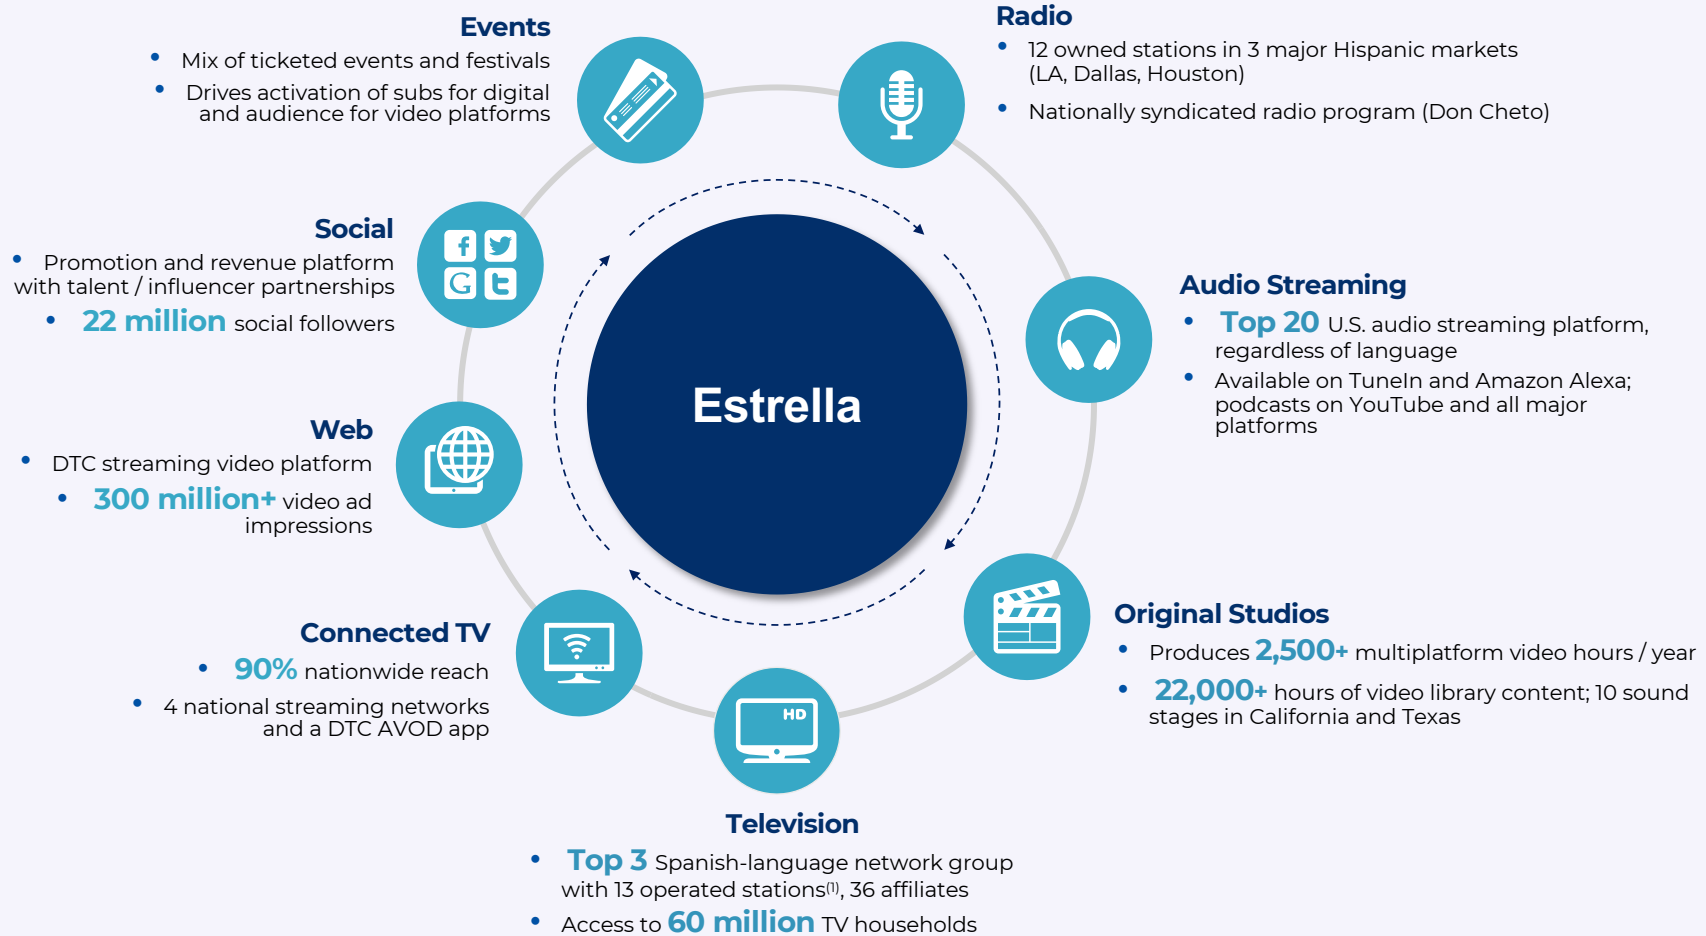 Events
• Mix of ticketed events and festivals
• Drives activation of subs for digital
and audience for video platforms
Radio
• 12 owned stations in 3 major Hispanic markets
(LA, Dallas, Houston)
• Nationally syndicated radio program (Don Cheto)
Social
• Promotion and revenue platform
with talent / influencer partnerships
• 22 million social followers
f
G t
Audio Streaming
• Top 20 U.S. audio streaming platform,
regardless of language
• Available on TuneIn and Amazon Alexa;
podcasts on YouTube and all major
platforms
Estrella
Web
• DTC streaming video platform
• 300 million+ video ad
impressions
Connected TV
• 90% nationwide reach
• 4 national streaming networks
and a DTC AVOD app
Original Studios
• Produces 2,500+ multiplatform video hours / year
• 22,000+ hours of video library content; 10 sound
stages in California and Texas
HD
Television
• Top 3 Spanish-language network group
with 13 operated stations(1), 36 affiliates
• Access to 60 million TV households